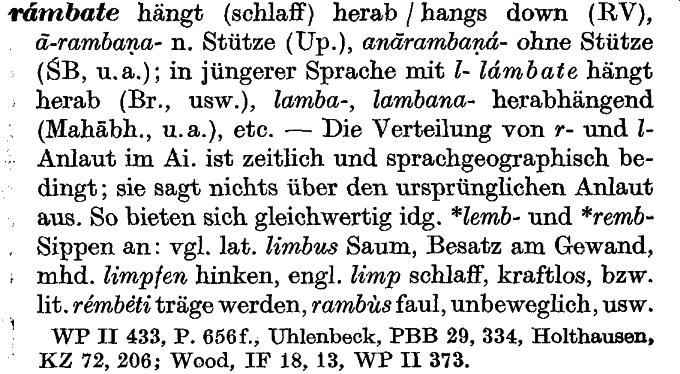 rámbate hängt (schlaff) herab / hangs down (RV),
ā-rambaṇa- n. Stütze (Up.), anārambaṇá- ohne Stütze
(ŚB, u.a.); in jüngerer Sprache mit l- lámbate hängt
herab (Br., usw.), lamba-, lambana- herabhängend
(Mahābh., u.a.), etc. — Die Verteilung von r- und l-
Anlaut im Ai. ist zeitlich und sprachgeographisch be-
dingt; sie sagt nichts über den ursprünglichen Anlaut
aus. So bieten sich gleichwertig idg. *lemb- und *remb-
Sippen an: vgl. lat. limbus Saum, Besatz am Gewand,
mhd. limpfen hinken, engl. limp schlaff, kraftlos, bzw.
lit. rémbėti träge werden, rambùs faul, unbeweglich, usw.
WP II 433, P. 656f., Uhlenbeck, PBB 29, 334, Holthausen,
KZ 72, 206; Wood, IF 18, 13, WP II 373.